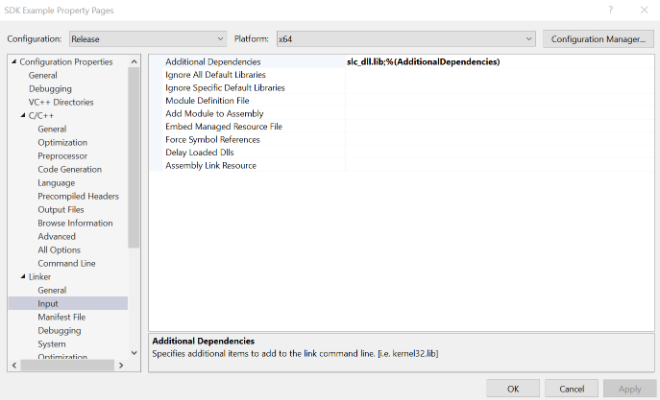 SDK Example Property Pages
Configuration: Release Platform: x64 Configuration Manager...
Configuration Properties
General
Debugging
VC++ Directories
C/C++
General
Optimization
Preprocessor
Code Generation
Language
Precompiled Headers
Output Files
Browse Information
Advanced
All Options
Command Line
Linker
General
Input
Manifest File
Debugging
System
Optimization
Additional Dependencies slc_dll.lib;%(AdditionalDependencies)
Ignore All Default Libraries
Ignore Specific Default Libraries
Module Definition File
Add Module to Assembly
Embed Managed Resource File
Force Symbol References
Delay Loaded Dlls
Assembly Link Resource
Additional Dependencies
Specifies additional items to add to the link command line. [i.e. kernel32.lib]
OK Cancel Apply